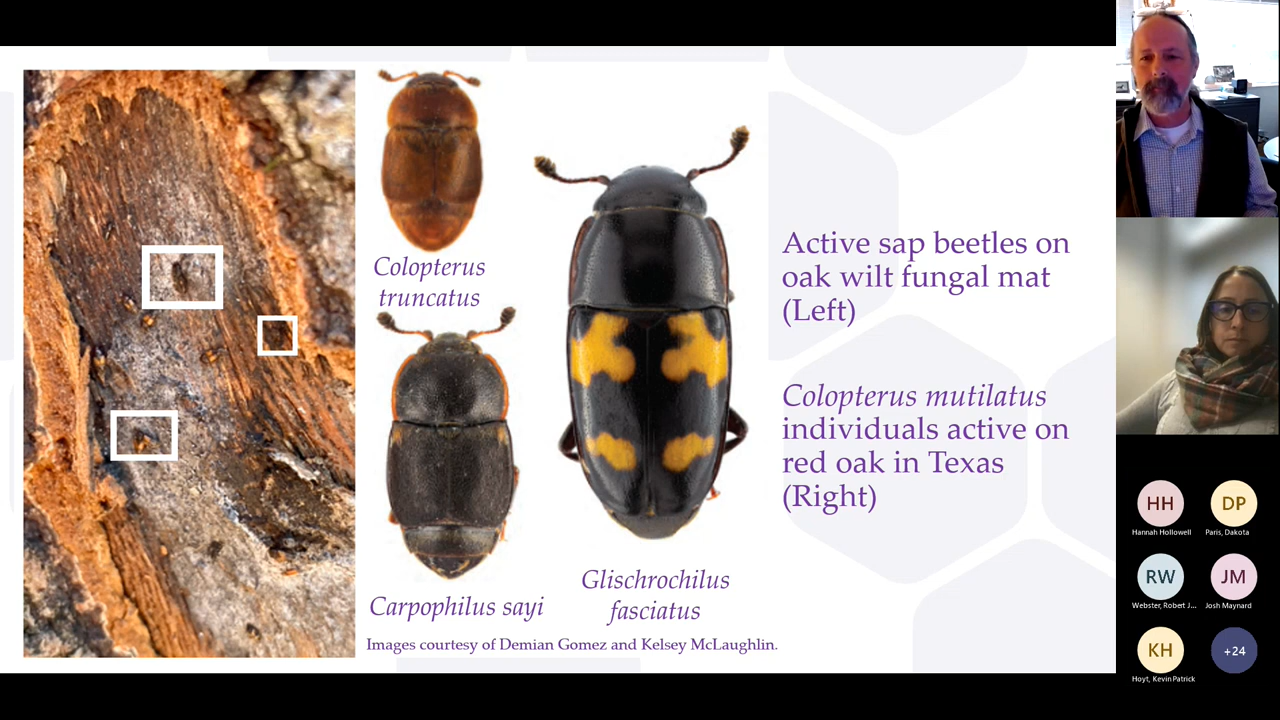 Colopterus
truncatus
Carpophilus sayi
Glischrochilus
fasciatus
Images courtesy of Demian Gomez and Kelsey McLaughlin.
Active sap beetles on
oak wilt fungal mat
(Left)
Colopterus mutilatus
individuals active on
red oak in Texas
(Right)
HH
Hannah Hollowell
DP
Paris, Dakota
RW
Webster, Robert J...
JM
Josh Maynard
KH
Hoyt, Kevin Patrick
+24